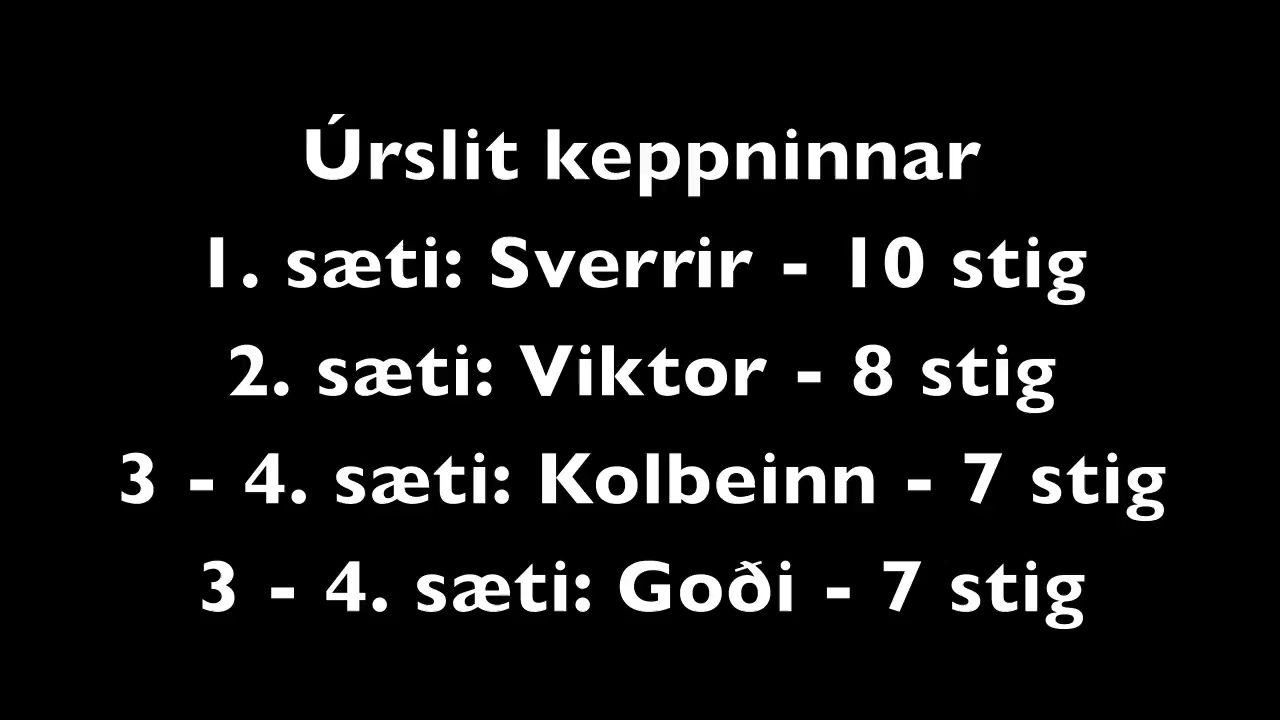 Úrslit keppninnar
1. sæti: Sverrir - 10 stig
2. sæti: Viktor - 8 stig
3 - 4. sæti: Kolbeinn - 7 stig
3 - 4. sæti: Goði - 7 stig